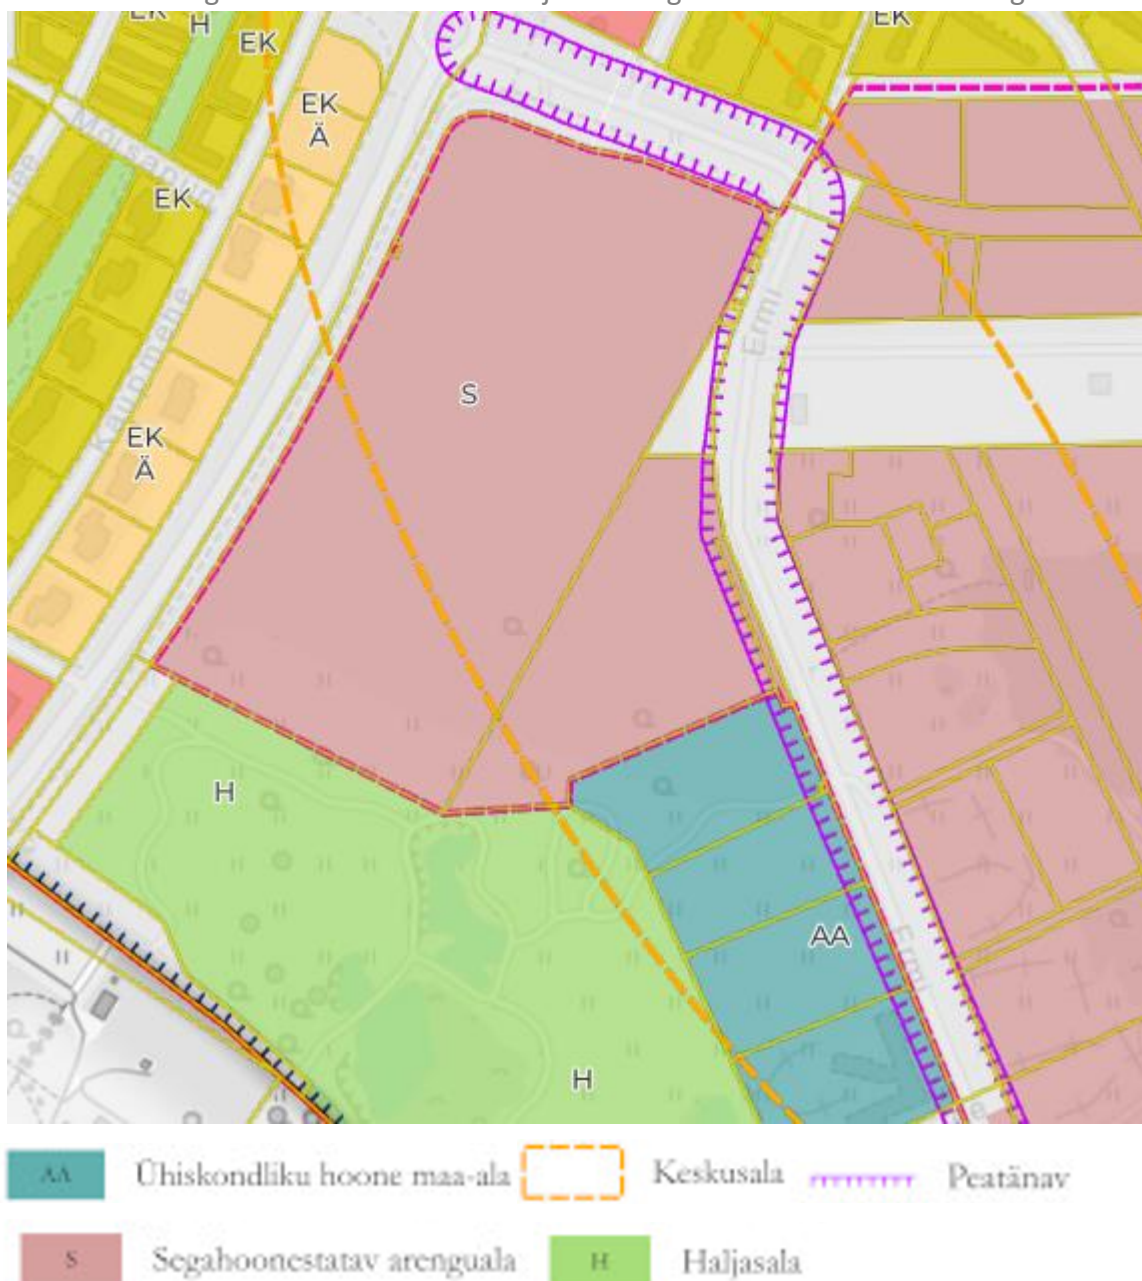 EK
H
EK
EK
EK
Ä
EK
Kaupmehe
Ermi
S
EK
Ä
H
AA
Ermi
H
AA Ühiskondliku hoone maa-ala Keskusala Peatänav
S Segahoonestatav arenguala H Haljasala